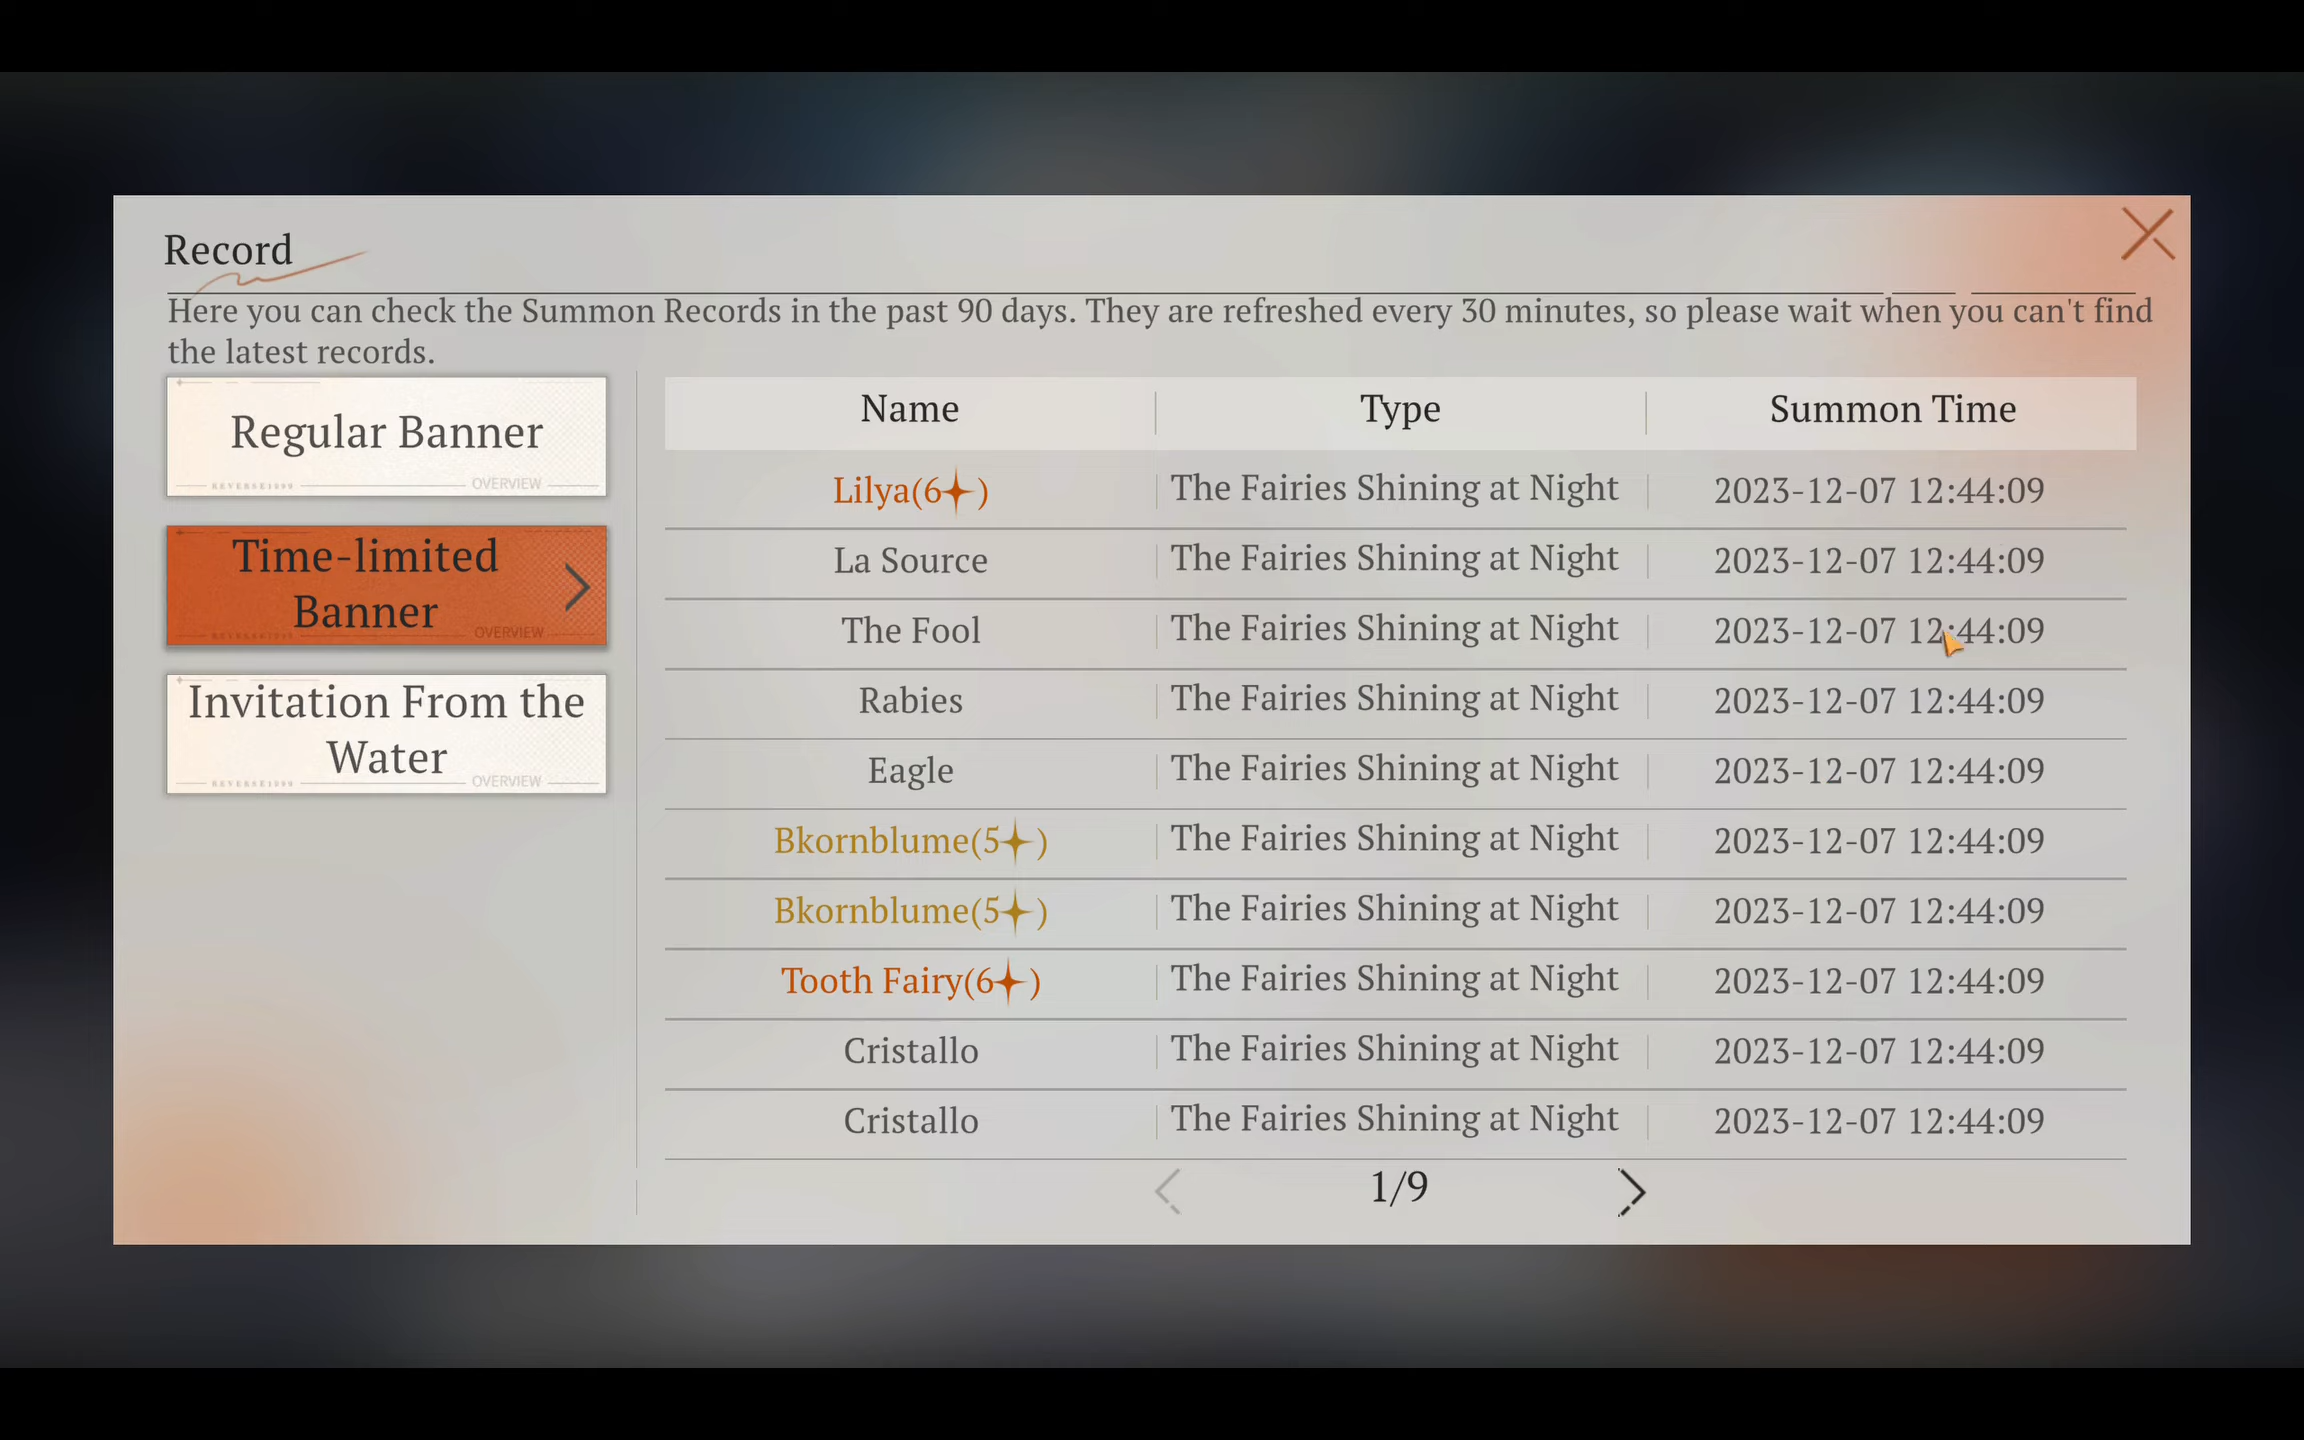 Record
Here you can check the Summon Records in the past 90 days. They are refreshed every 30 minutes, so please wait when you can't find
the latest records.
Regular Banner
REVERSE1999
OVERVIEW
Time-limited
Banner
REVERSE1999
OVERVIEW
Invitation From the
Water
REVERSE1999
OVERVIEW
Name Type Summon Time
Lilya(6✦) The Fairies Shining at Night 2023-12-07 12:44:09
La Source The Fairies Shining at Night 2023-12-07 12:44:09
The Fool The Fairies Shining at Night 2023-12-07 12:44:09
Rabies The Fairies Shining at Night 2023-12-07 12:44:09
Eagle The Fairies Shining at Night 2023-12-07 12:44:09
Bkornblume(5✦) The Fairies Shining at Night 2023-12-07 12:44:09
Bkornblume(5✦) The Fairies Shining at Night 2023-12-07 12:44:09
Tooth Fairy(6✦) The Fairies Shining at Night 2023-12-07 12:44:09
Cristallo The Fairies Shining at Night 2023-12-07 12:44:09
Cristallo The Fairies Shining at Night 2023-12-07 12:44:09
1/9